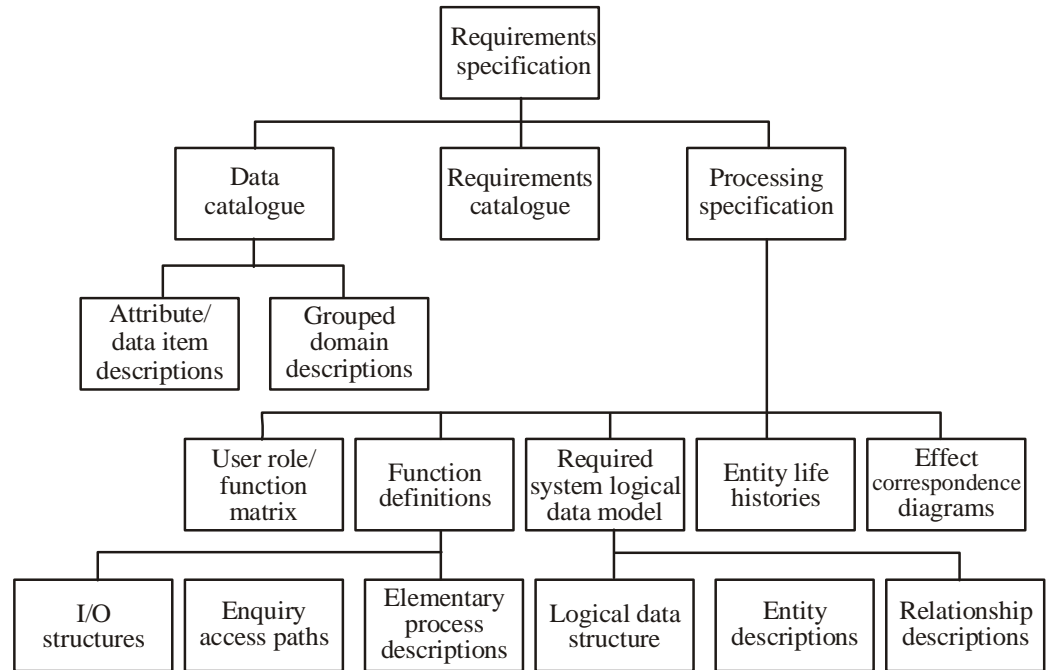 Requirements
specification
Data
catalogue
Requirements
catalogue
Processing
specification
Attribute/
data item
descriptions
Grouped
domain
descriptions
User role/
function
matrix
Function
definitions
Required
system logical
data model
Entity life
histories
Effect
correspondence
diagrams
I/O
structures
Enquiry
access paths
Elementary
process
descriptions
Logical data
structure
Entity
descriptions
Relationship
descriptions